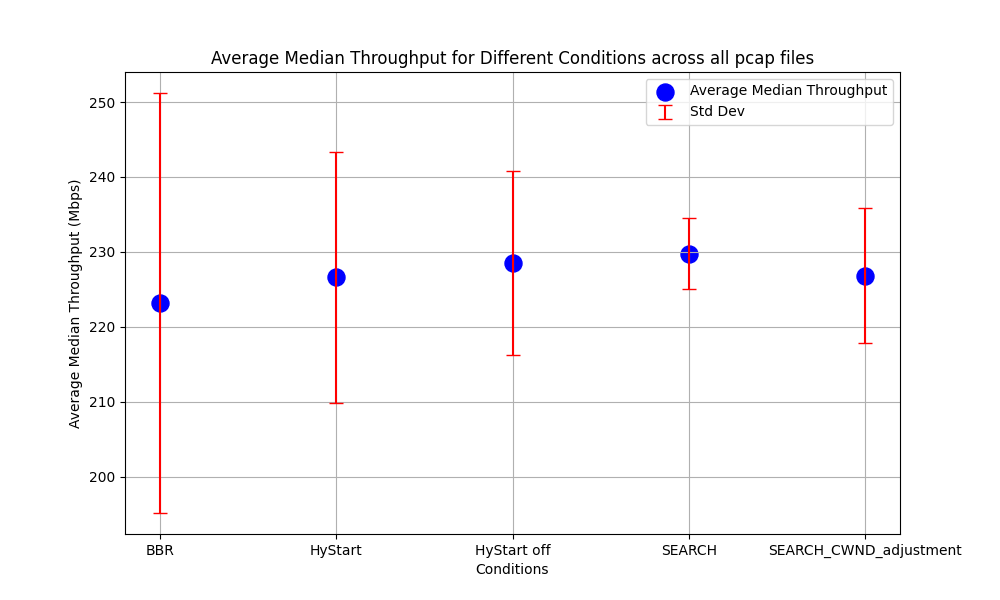 Average Median Throughput for Different Conditions across all pcap files
Average Median Throughput
Std Dev
Average Median Throughput (Mbps)
250
240
230
220
210
200
BBR
HyStart
HyStart off
SEARCH
SEARCH_CWND_adjustment
Conditions